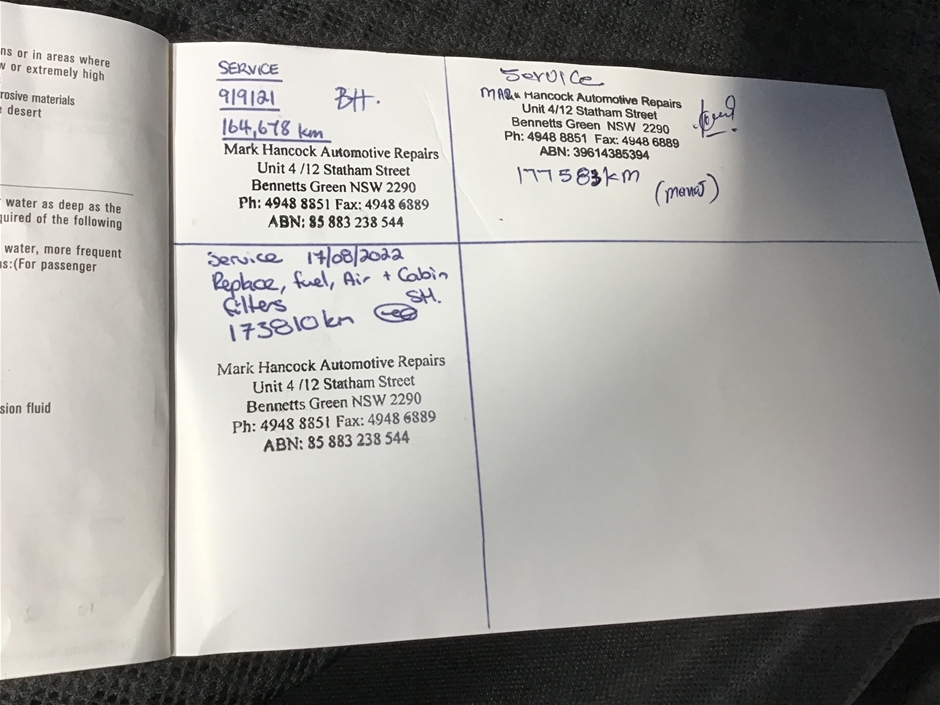 ns or in areas where
w or extremely high
rosive materials
e desert
water as deep as the
quired of the following
water, more frequent
ns:(For passenger
sion fluid
SERVICE
9/9/21 BH.
164,678 km
Mark Hancock Automotive Repairs
Unit 4 /12 Statham Street
Bennetts Green NSW 2290
Ph: 4948 8851 Fax: 4948 6889
ABN: 85 883 238 544
Service
Hancock Automotive Repairs
Unit 4/12 Statham Street
Bennetts Green NSW 2290
Ph: 4948 8851 Fax: 4948 6889
ABN: 39614385394
177583km
Service 17/08/2022
Replace, fuel, Air + Cabin
filters SH.
173810km
Mark Hancock Automotive Repairs
Unit 4 /12 Statham Street
Bennetts Green NSW 2290
Ph: 4948 8851 Fax: 4948 6889
ABN: 85 883 238 544